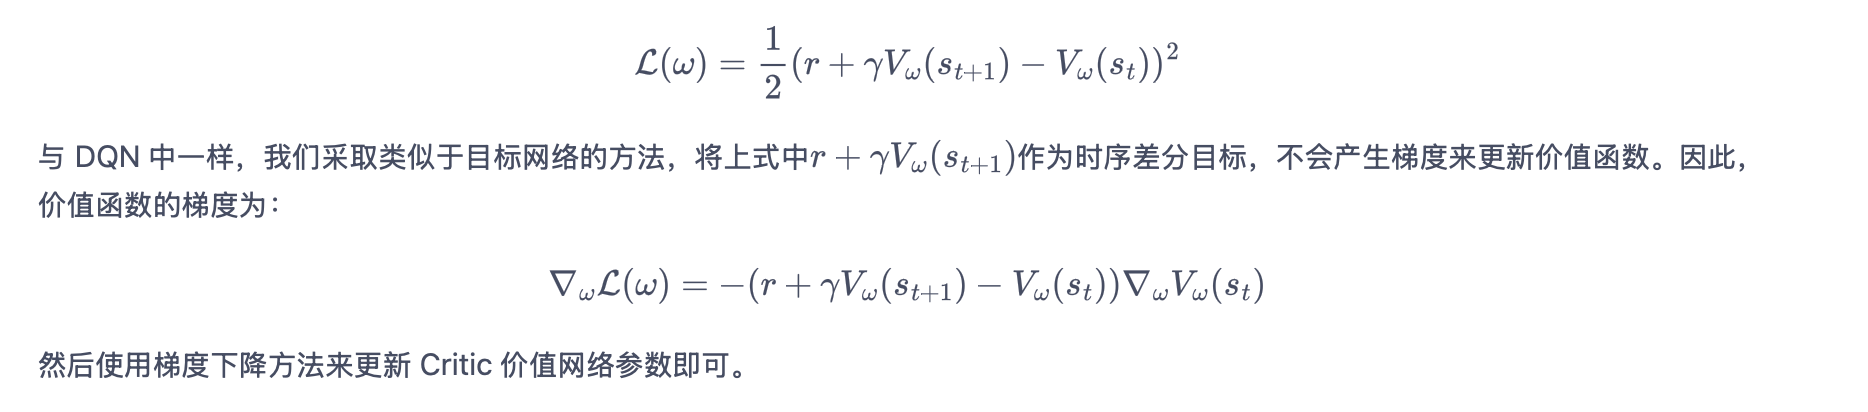 $$\mathcal{L}(\omega) = \frac{1}{2}(r + \gamma V_{\omega}(s_{t+1}) - V_{\omega}(s_t))^2$$
与 DQN 中一样，我们采取类似于目标网络的方法，将上式中$r + \gamma V_{\omega}(s_{t+1})$作为时序差分目标，不会产生梯度来更新价值函数。因此，
价值函数的梯度为：
$$\nabla_{\omega}\mathcal{L}(\omega) = -(r + \gamma V_{\omega}(s_{t+1}) - V_{\omega}(s_t))\nabla_{\omega}V_{\omega}(s_t)$$
然后使用梯度下降方法来更新 Critic 价值网络参数即可。